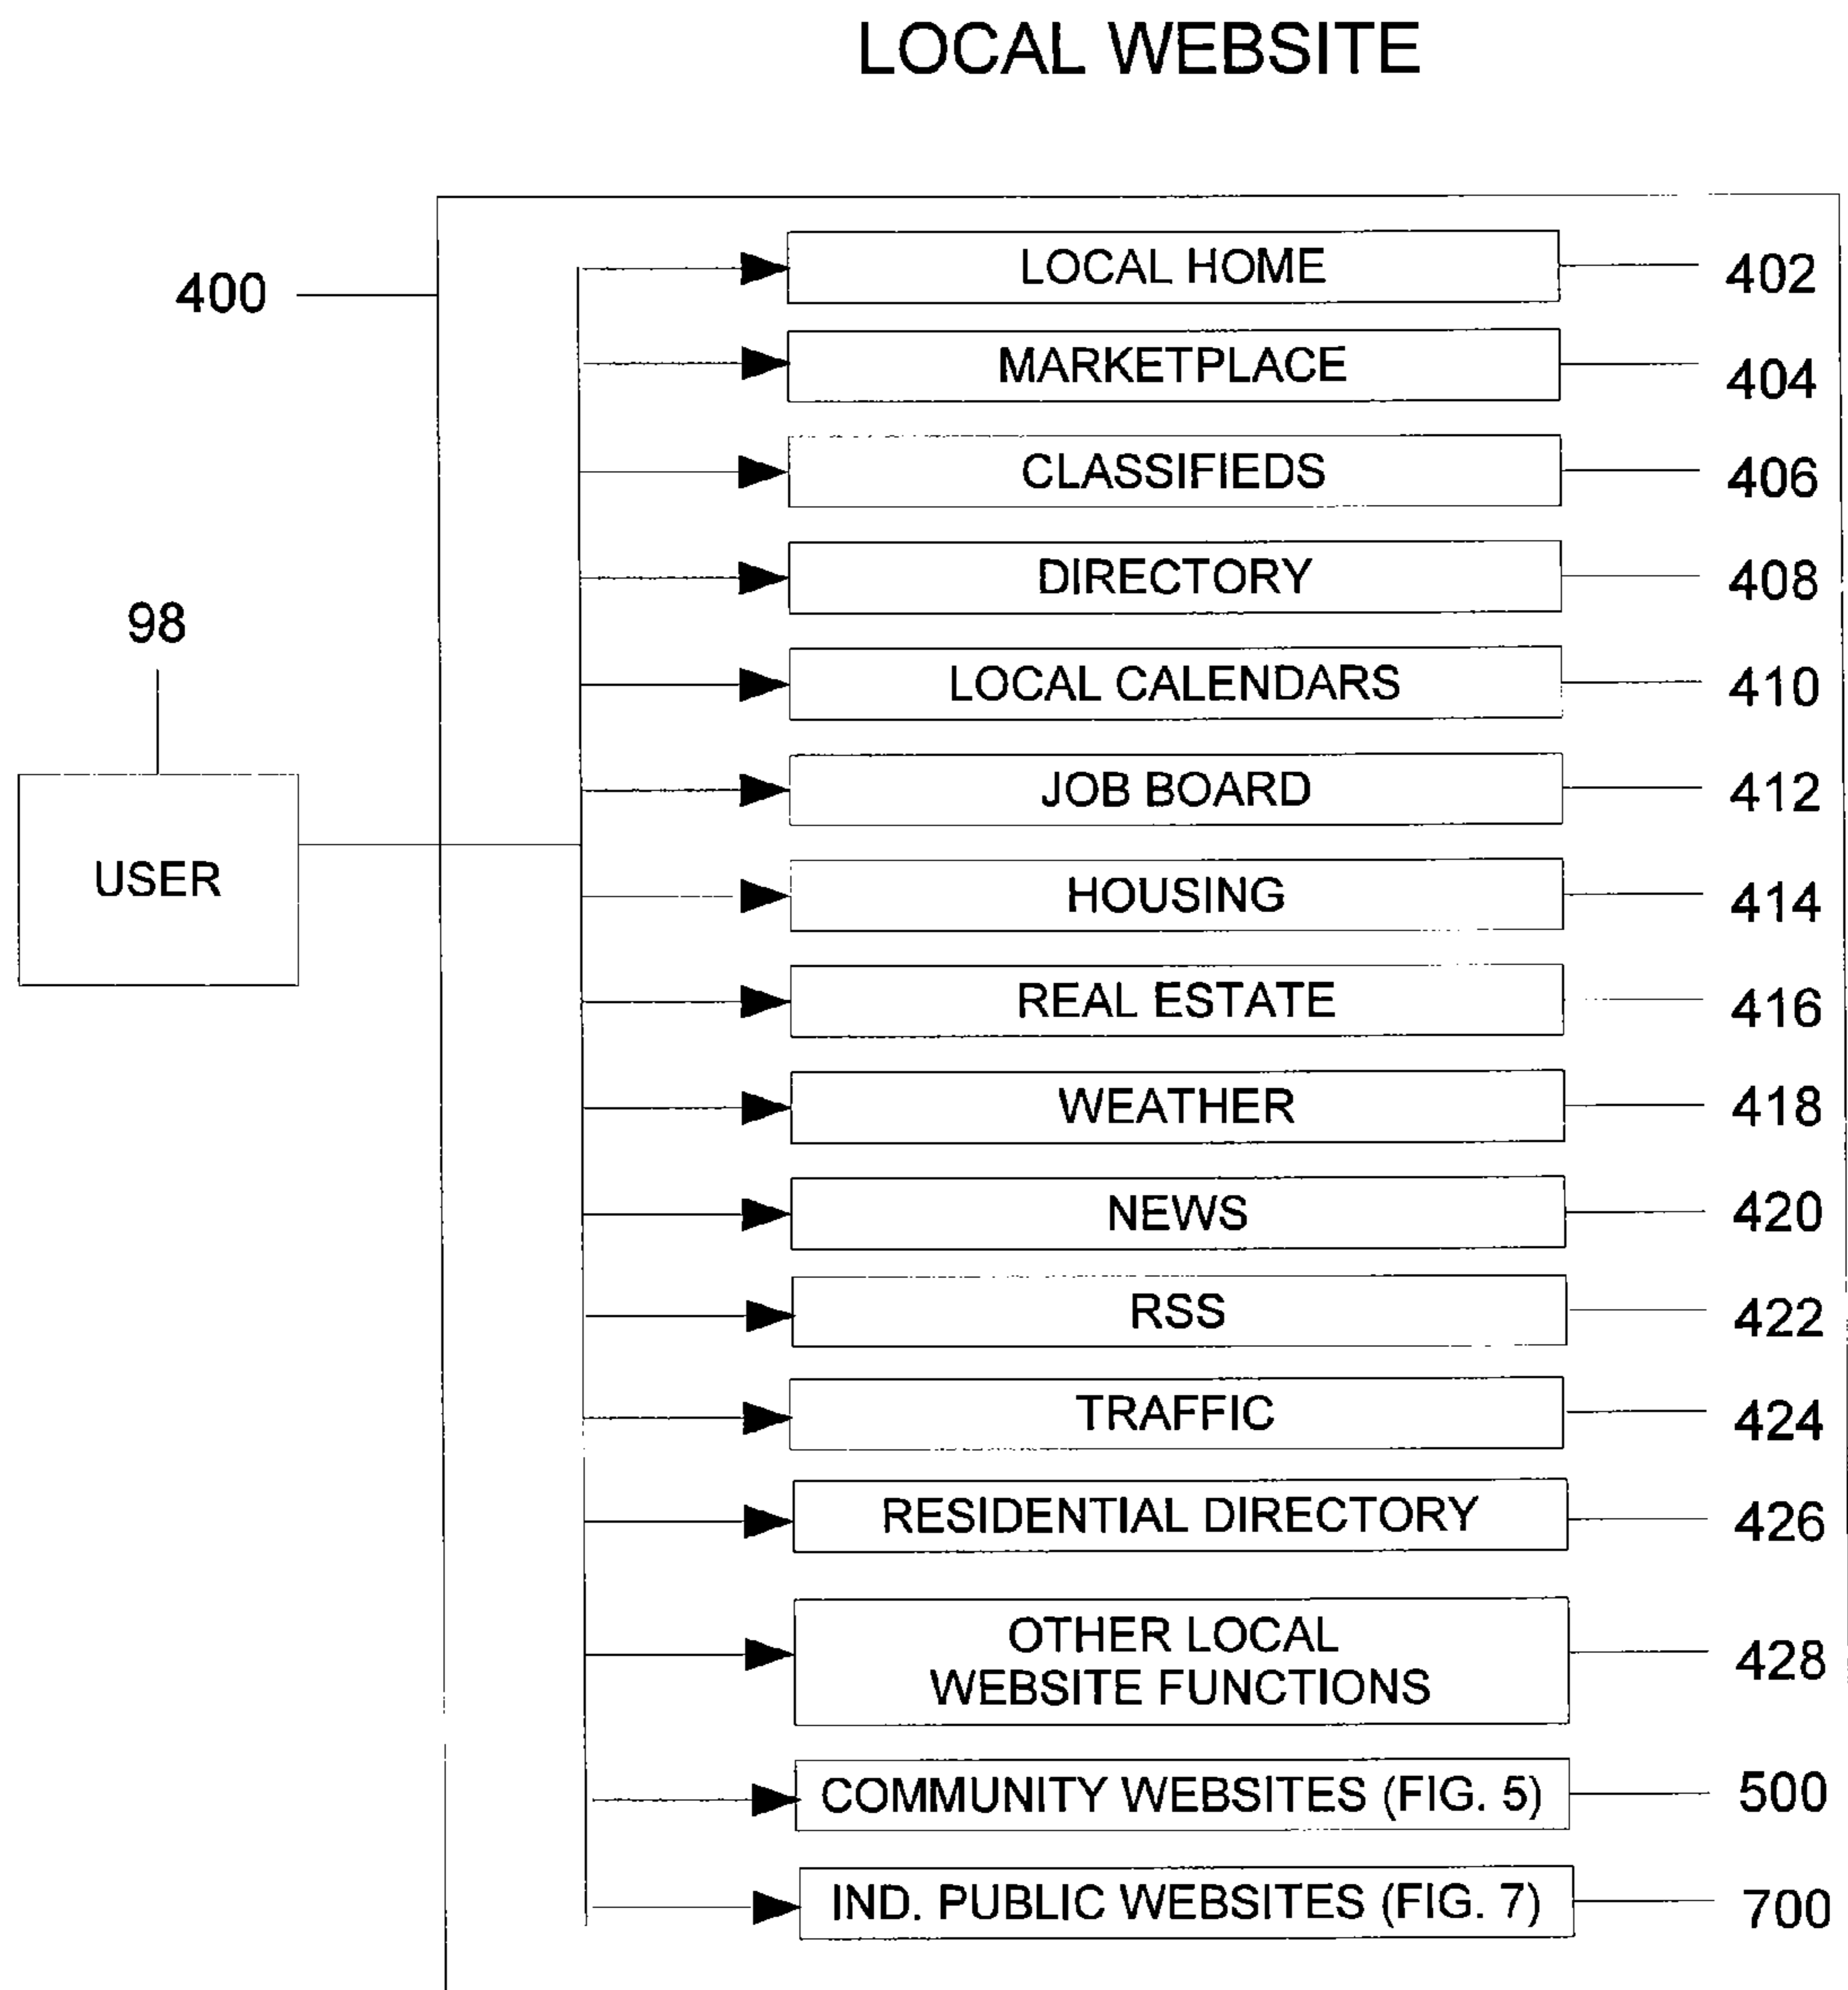 LOCAL WEBSITE
400
LOCAL HOME 402
MARKETPLACE 404
CLASSIFIEDS 406
DIRECTORY 408
98
LOCAL CALENDARS 410
JOB BOARD 412
USER
HOUSING 414
REAL ESTATE 416
WEATHER 418
NEWS 420
RSS 422
TRAFFIC 424
RESIDENTIAL DIRECTORY 426
OTHER LOCAL
WEBSITE FUNCTIONS 428
COMMUNITY WEBSITES (FIG. 5) 500
IND. PUBLIC WEBSITES (FIG. 7) 700